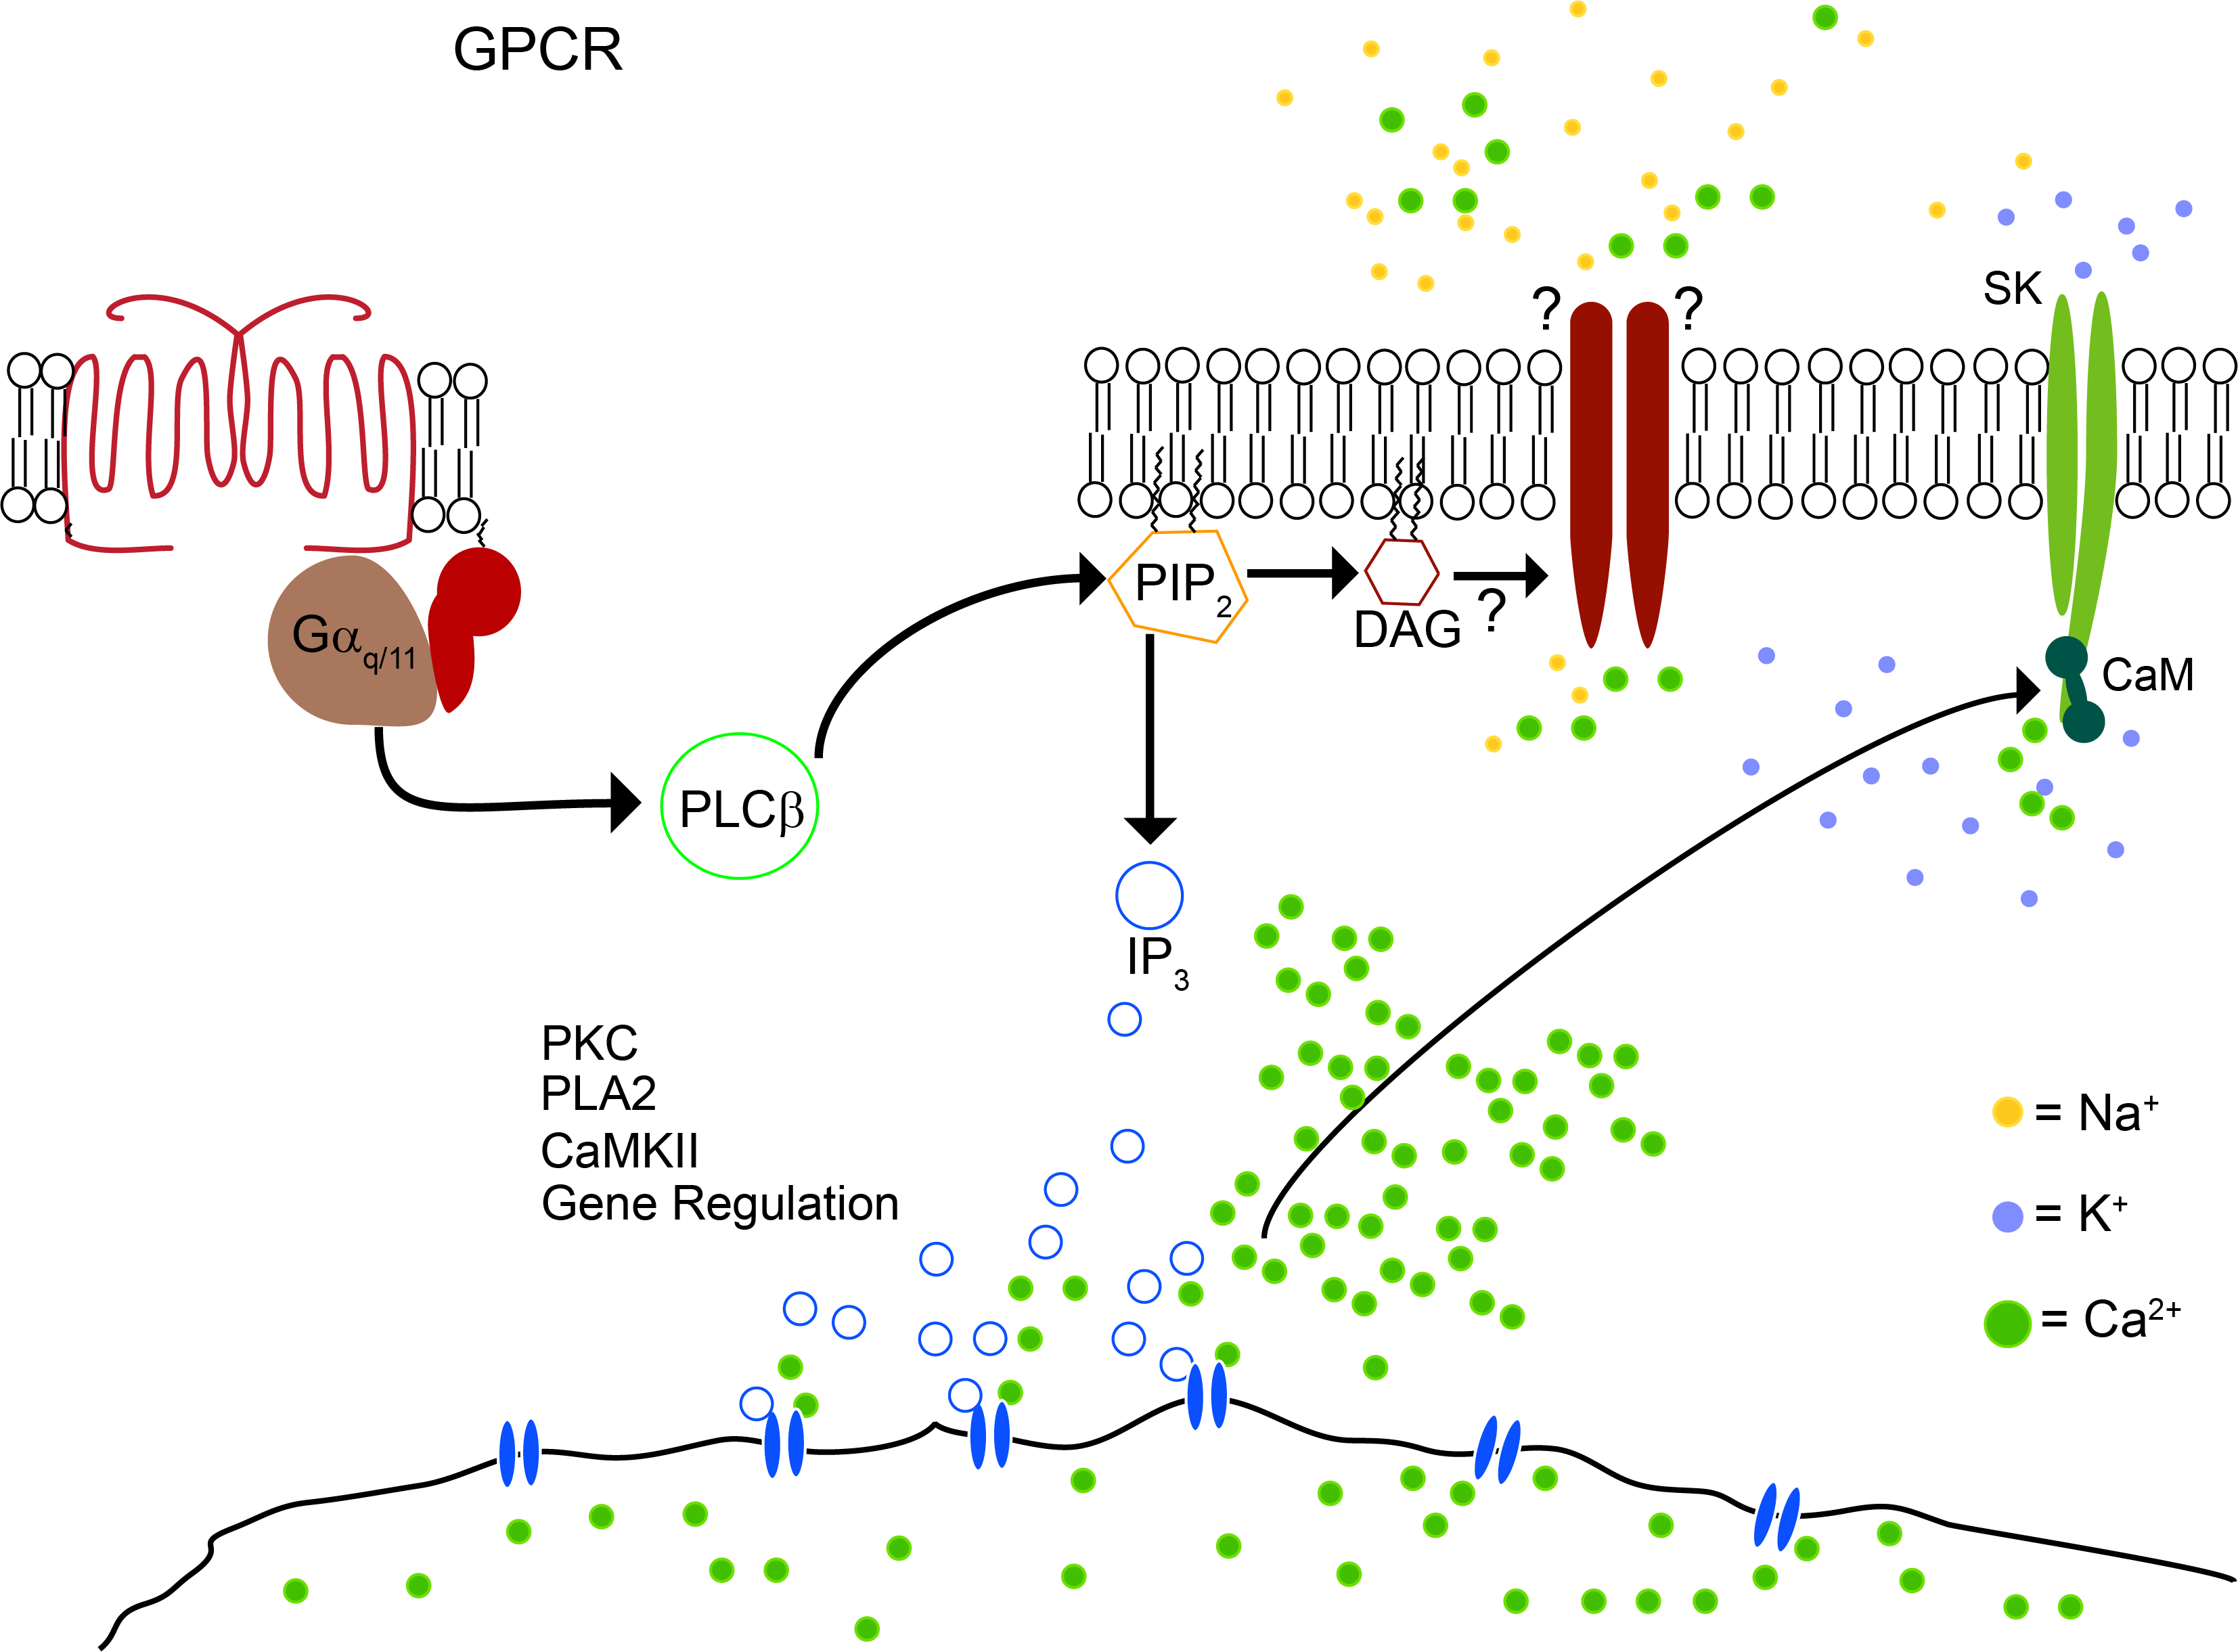 GPCR
SK
? ?
Gαq/11
PIP2
DAG
?
CaM
PLCβ
IP3
PKC
PLA2
CaMKII
Gene Regulation
= Na+
= K+
= Ca2+